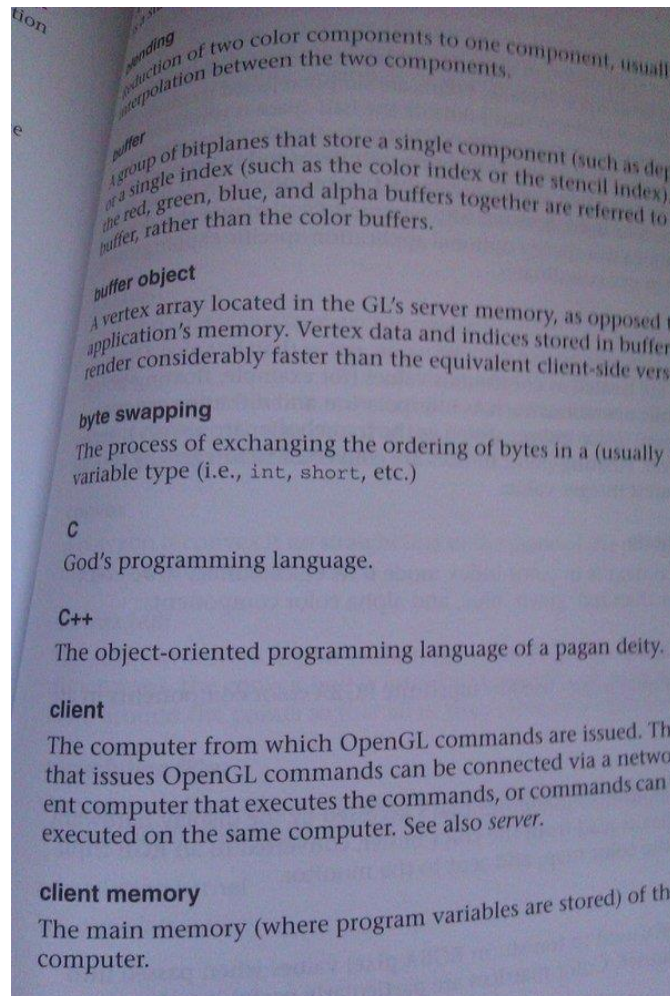 tion
e
blending
Reduction of two color components to one component, usuall
interpolation between the two components.
buffer
A group of bitplanes that store a single component (such as dep
or a single index (such as the color index or the stencil index)
the red, green, blue, and alpha buffers together are referred to
buffer, rather than the color buffers.
buffer object
A vertex array located in the GL's server memory, as opposed
application's memory. Vertex data and indices stored in buffer
render considerably faster than the equivalent client-side vers
byte swapping
The process of exchanging the ordering of bytes in a (usually
variable type (i.e., int, short, etc.)
C
God's programming language.
C++
The object-oriented programming language of a pagan deity.
client
The computer from which OpenGL commands are issued. Th
that issues OpenGL commands can be connected via a netwo
ent computer that executes the commands, or commands can
executed on the same computer. See also server.
client memory
The main memory (where program variables are stored) of th
computer.